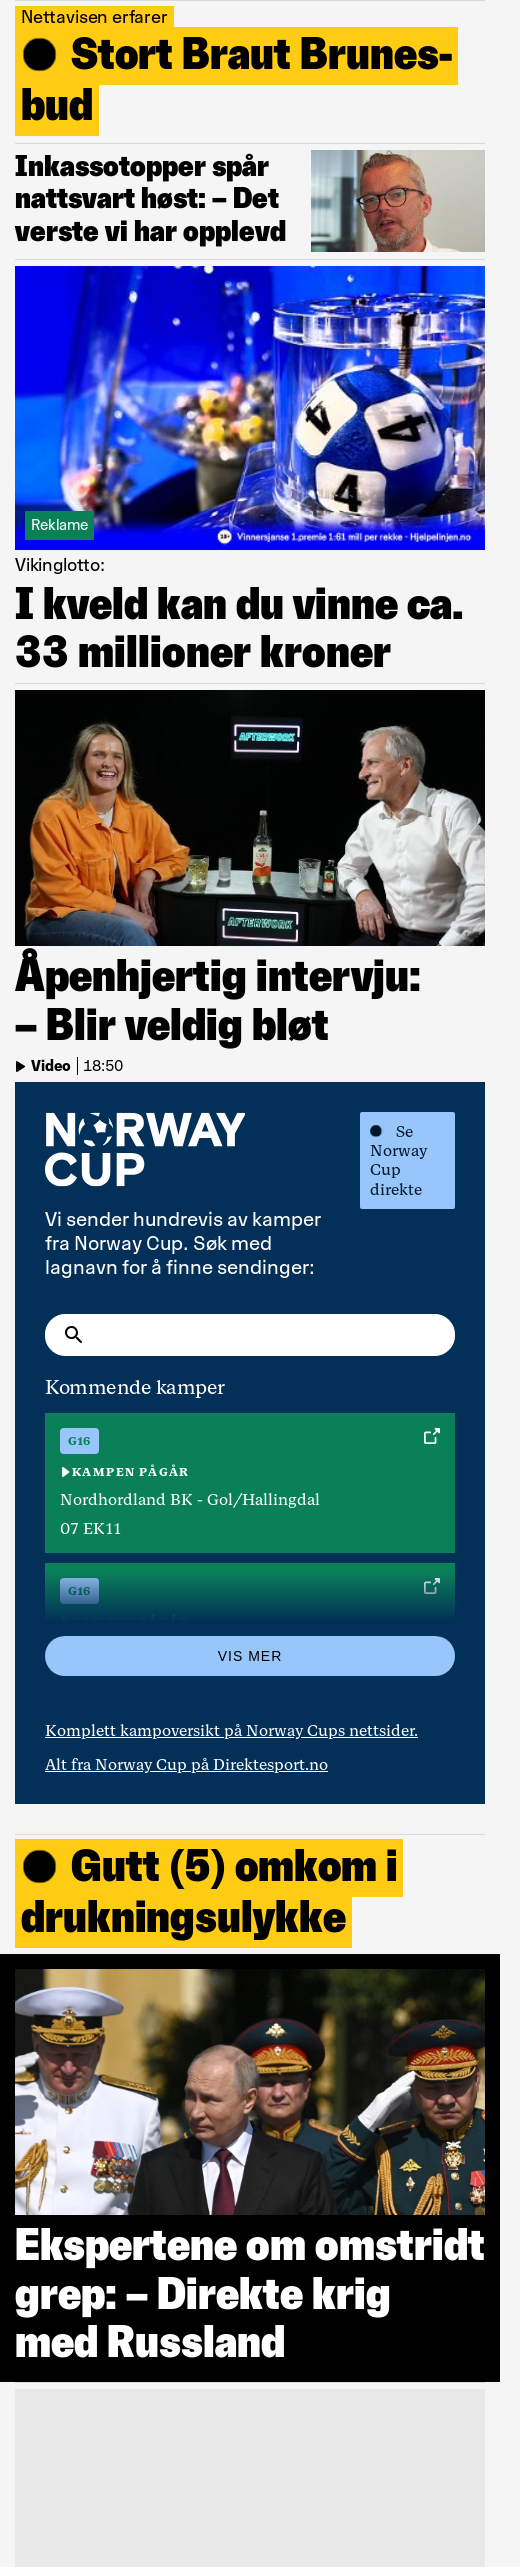 Nettavisen erfarer
Stort Braut Brunes-
bud
Inkassotopper spår
nattsvart høst: – Det
verste vi har opplevd
4
4
4
Reklame
18+ Vinnersjanse 1.premie 1:61 mill per rekke - Hjelpelinjen.no
Vikinglotto:
I kveld kan du vinne ca.
33 millioner kroner
AFTERWORK
AFTERWORK
Åpenhjertig intervju:
– Blir veldig bløt
Video 18:50
NORWAY
CUP
Se
Norway
Cup
direkte
Vi sender hundrevis av kamper
fra Norway Cup. Søk med
lagnavn for å finne sendinger:
Kommende kamper
G16
KAMPEN PÅGÅR
Nordhordland BK - Gol/Hallingdal
07 EK11
G16
VIS MER
Komplett kampoversikt på Norway Cups nettsider.
Alt fra Norway Cup på Direktesport.no
Gutt (5) omkom i
drukningsulykke
Ekspertene om omstridt
grep: – Direkte krig
med Russland